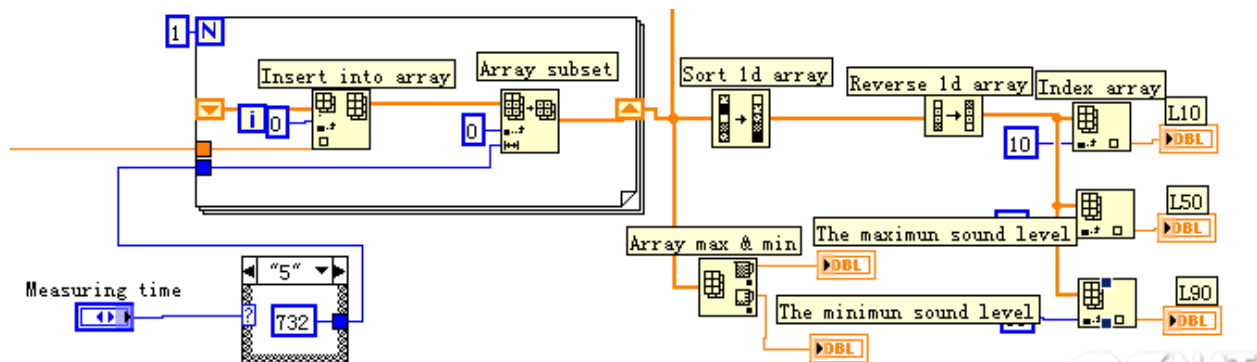 1
N
Insert into array
Array subset
Sort 1d array
Reverse 1d array
Index array
L10
i
0
0
10
DBL
L50
Array max & min
The maximun sound level
DBL
DBL
"5"
Measuring time
?
732
The minimun sound level
L90
DBL
DBL